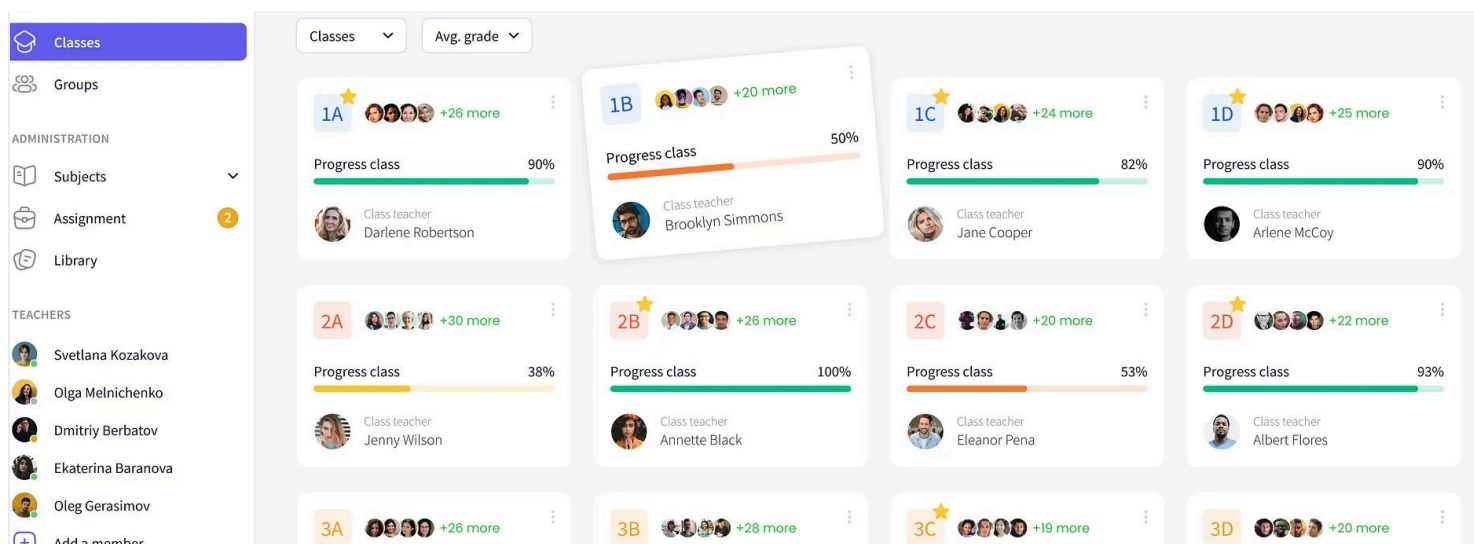 Classes
Groups
ADMINISTRATION
Subjects
Assignment 2
Library
TEACHERS
Svetlana Kozakova
Olga Melnichenko
Dmitriy Berbatov
Ekaterina Baranova
Oleg Gerasimov
Add a member
Classes
Avg. grade
1A +26 more
Progress class 90%
Class teacher
Darlene Robertson
1B +20 more
Progress class 50%
Class teacher
Brooklyn Simmons
1C +24 more
Progress class 82%
Class teacher
Jane Cooper
1D +25 more
Progress class 90%
Class teacher
Arlene McCoy
2A +30 more
Progress class 38%
Class teacher
Jenny Wilson
2B +26 more
Progress class 100%
Class teacher
Annette Black
2C +20 more
Progress class 53%
Class teacher
Eleanor Pena
2D +22 more
Progress class 93%
Class teacher
Albert Flores
3A +26 more
3B +28 more
3C +19 more
3D +20 more